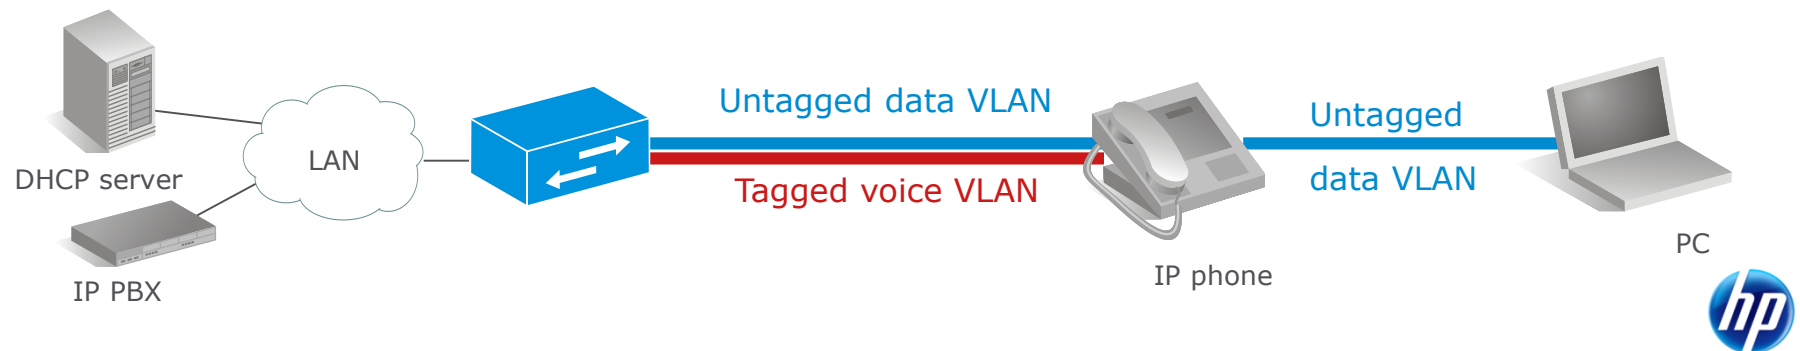 DHCP server
IP PBX
LAN
Untagged data VLAN
Tagged voice VLAN
IP phone
Untagged
data VLAN
PC
hp